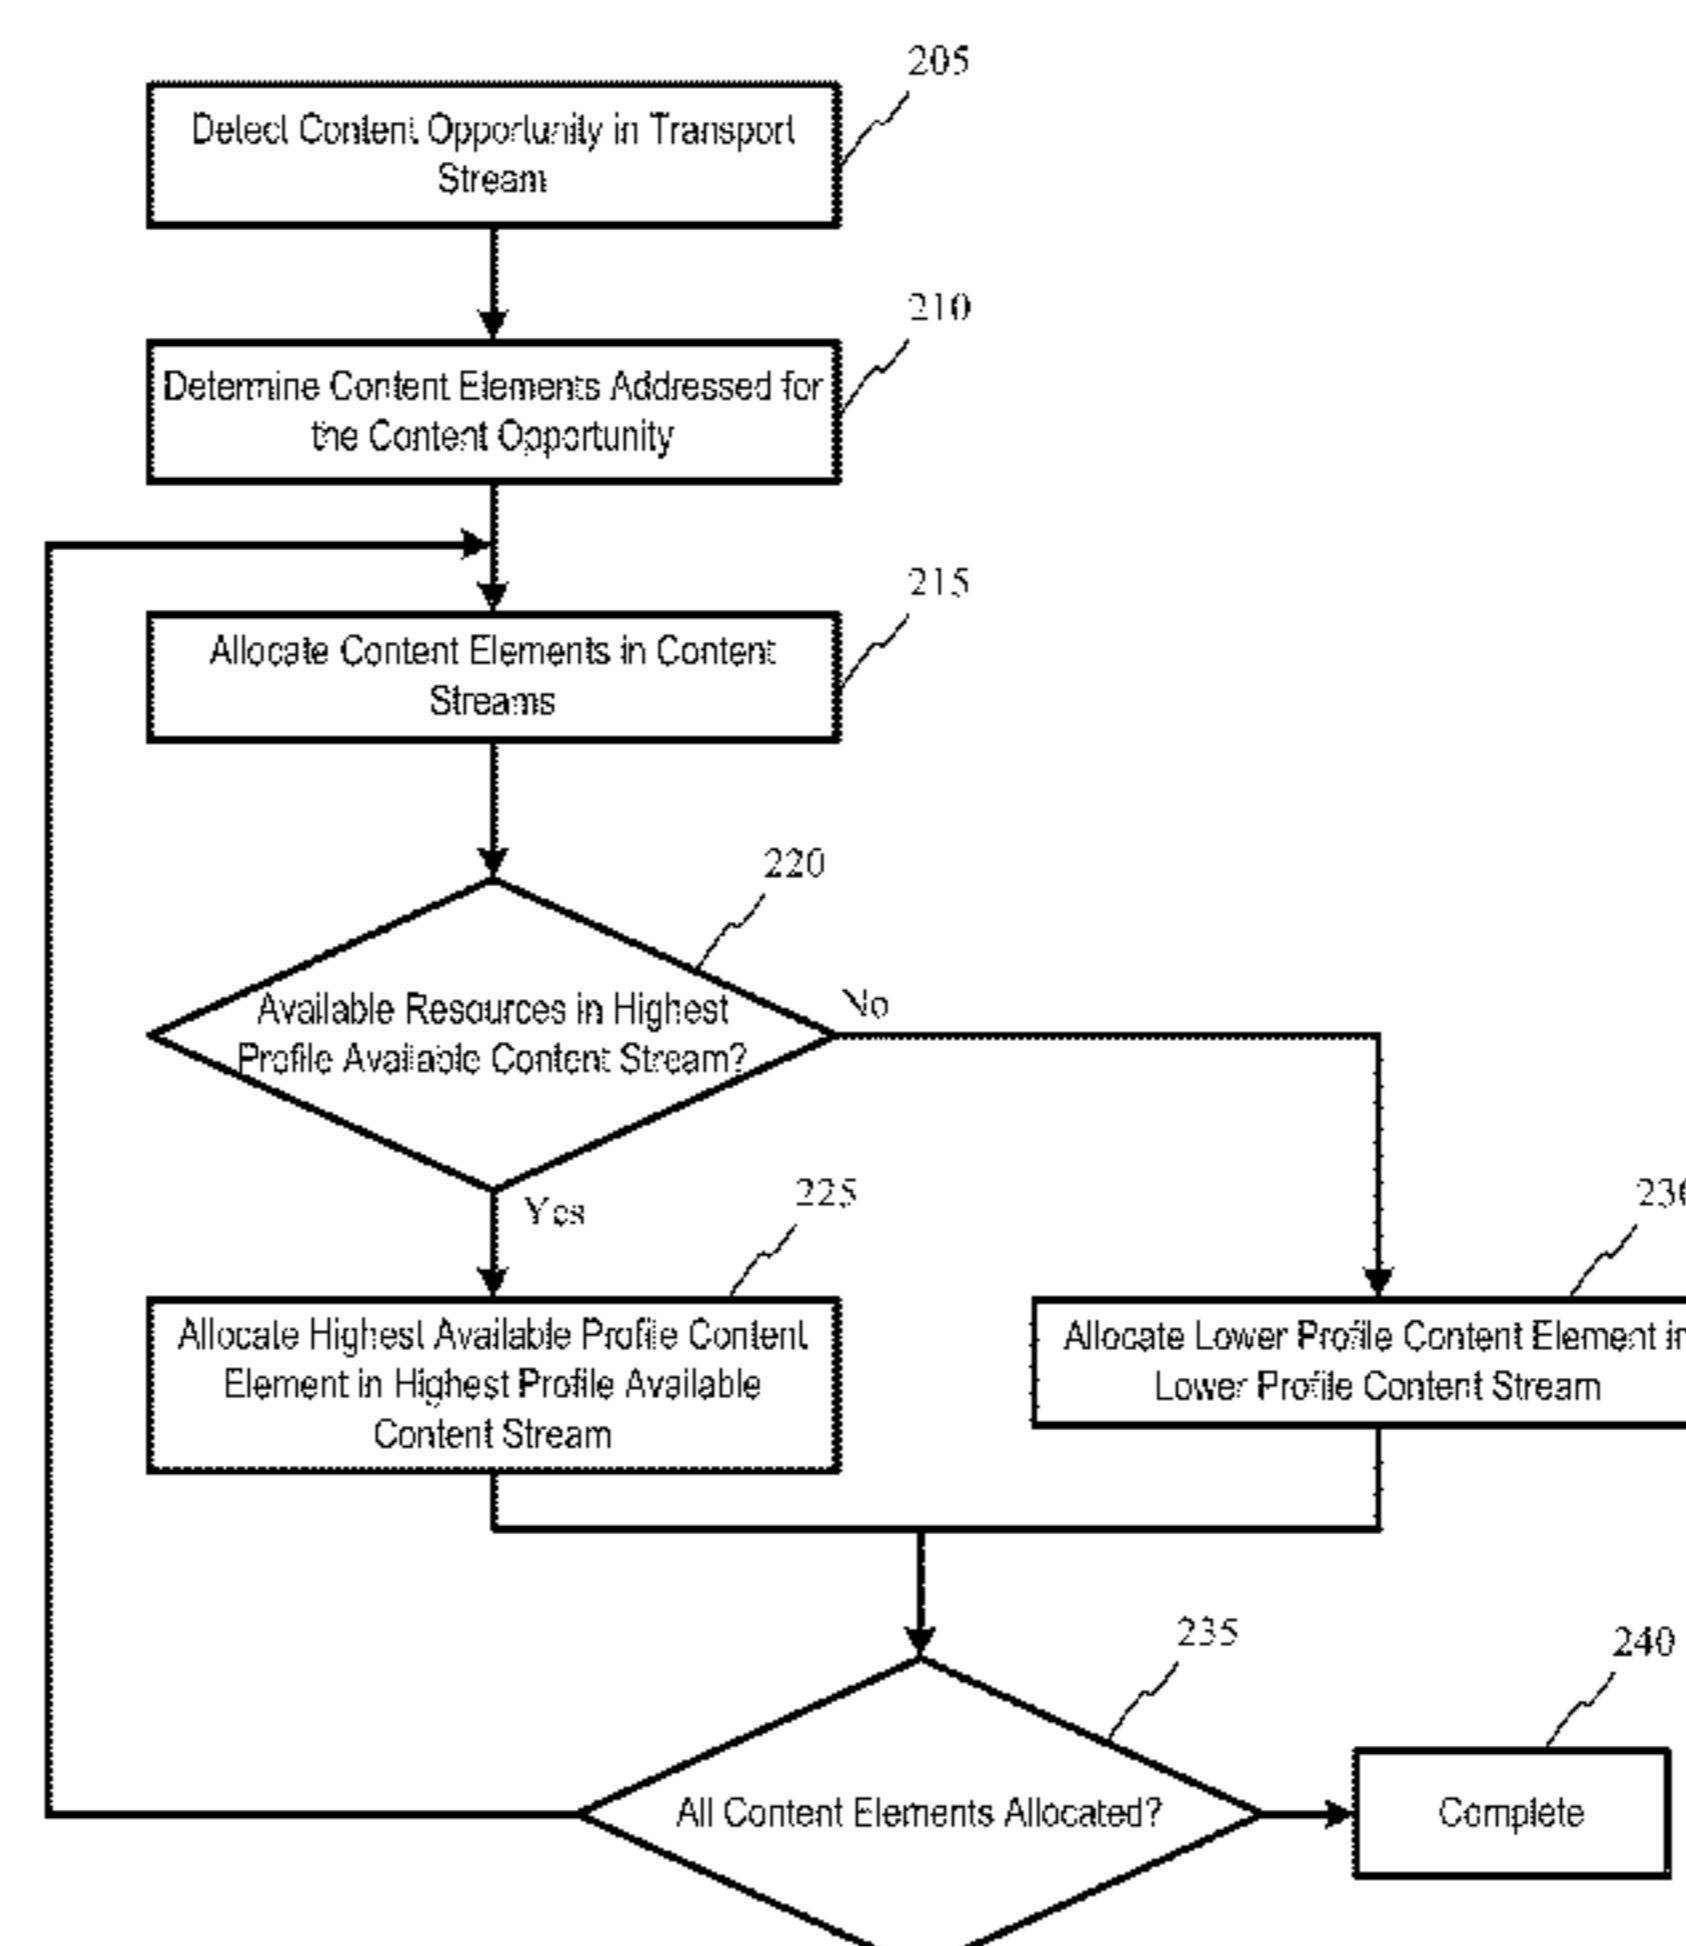 205
Detect Content Opportunity in Transport
Stream
210
Determine Content Elements Addressed for
the Content Opportunity
215
Allocate Content Elements in Content
Streams
220
Available Resources in Highest
Profile Available Content Stream?
No
Yes
225
Allocate Highest Available Profile Content
Element in Highest Profile Available
Content Stream
Allocate Lower Profile Content Element in
Lower Profile Content Stream
235
All Content Elements Allocated?
240
Complete